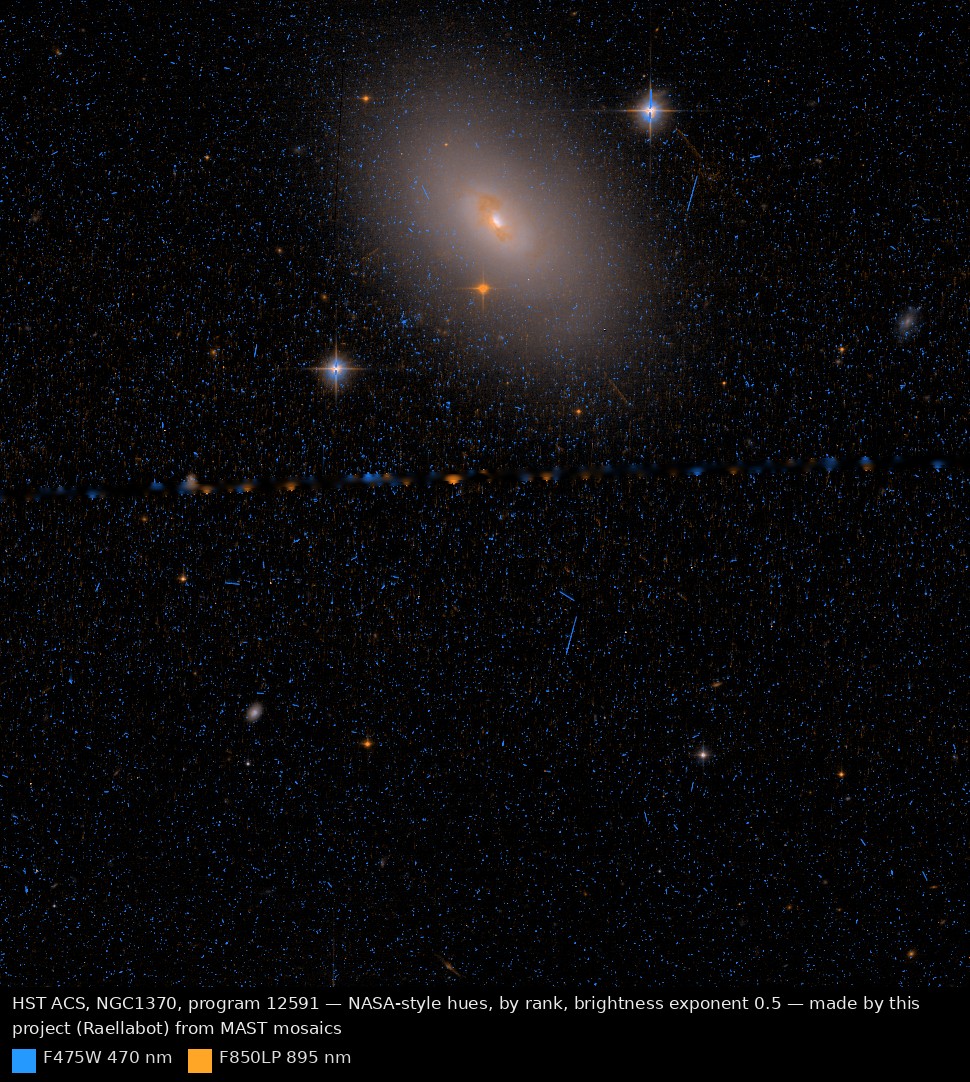 HST ACS, NGC1370, program 12591 — NASA-style hues, by rank, brightness exponent 0.5 — made by this
project (Raellabot) from MAST mosaics
F475W 470 nm F850LP 895 nm